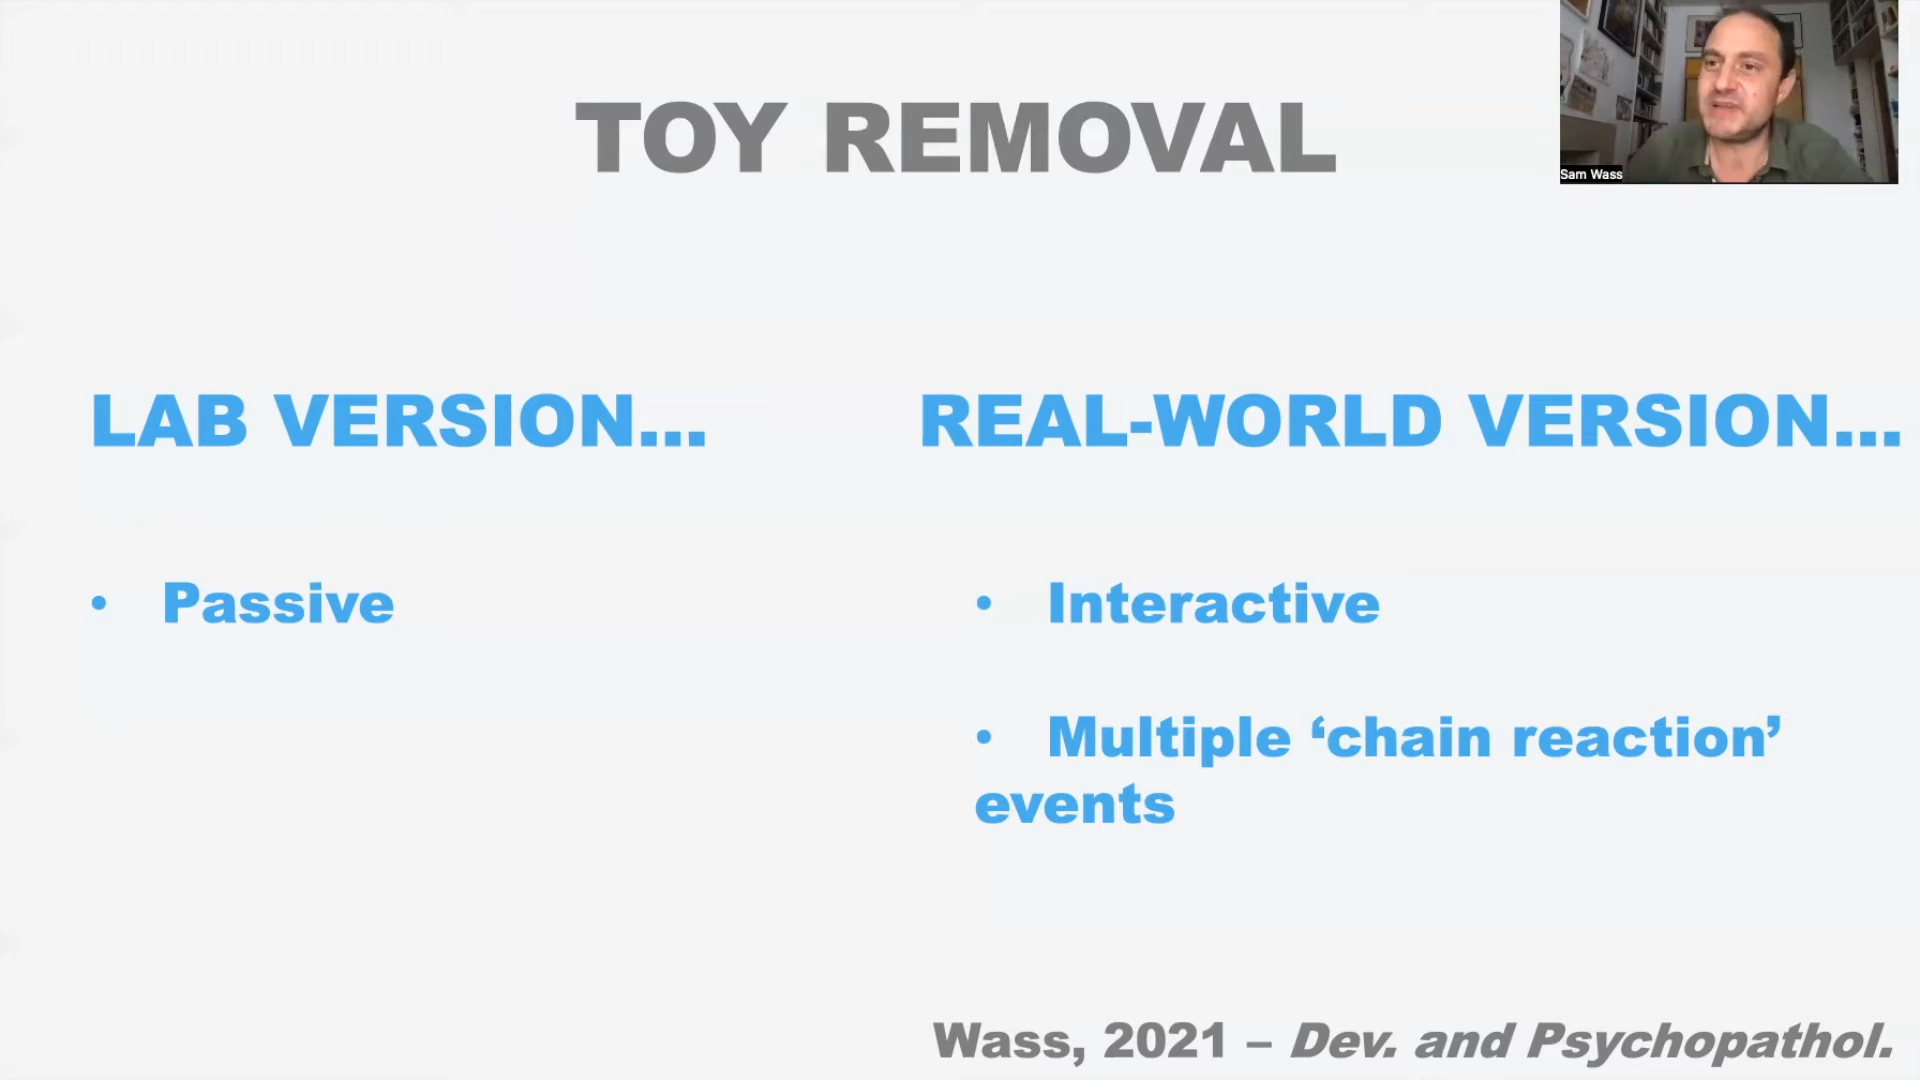 TOY REMOVAL
Sam Wass
LAB VERSION...
REAL-WORLD VERSION...
• Passive
• Interactive
• Multiple ‘chain reaction’
events
Wass, 2021 – Dev. and Psychopathol.